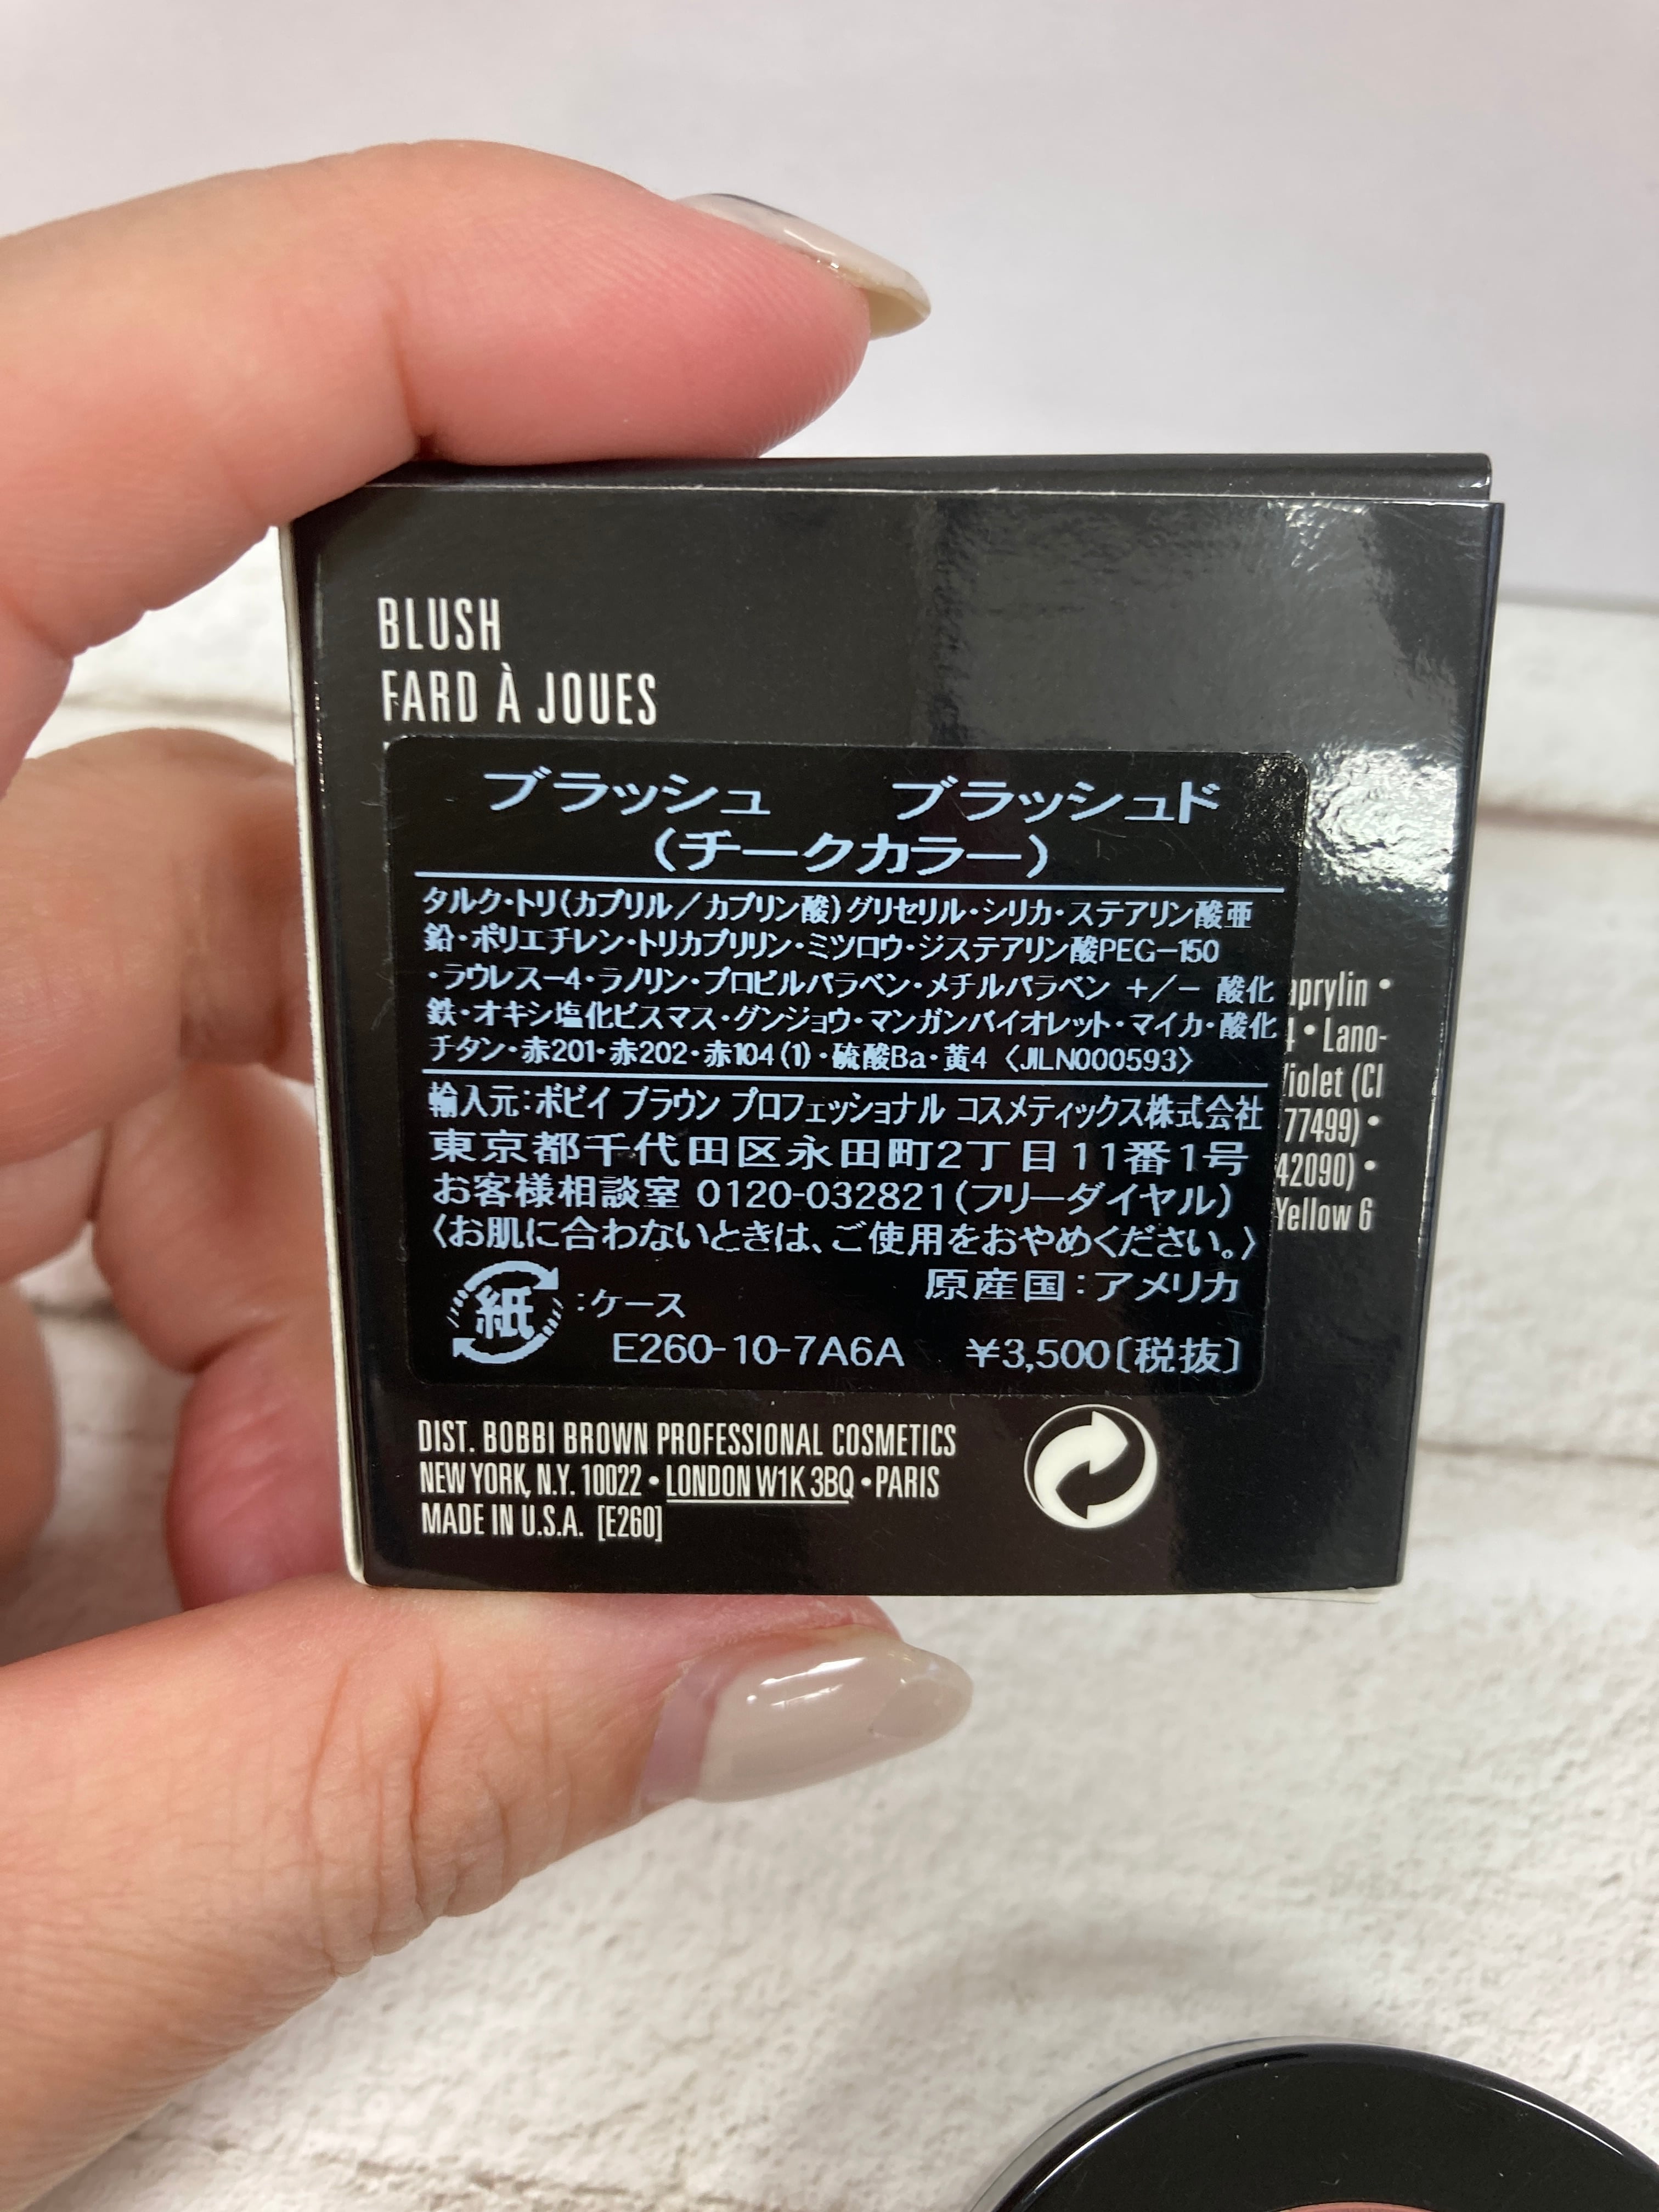 BLUSH
FARD À JOUES
ブラッシュ　ブラッシュド
(チークカラー)
タルク・トリ(カプリル/カプリン酸)グリセリル・シリカ・ステアリン酸亜
鉛・ポリエチレン・トリカプリリン・ミツロウ・ジステアリン酸PEG-150
・ラウレス-4・ラノリン・プロピルパラベン・メチルパラベン +/- 酸化
鉄・オキシ塩化ビスマス・グンジョウ・マンガンバイオレット・マイカ・酸化
チタン・赤201・赤202・赤104(1)・硫酸Ba・黄4〈JILN000593〉
輸入元:ボビイ ブラウン プロフェッショナル コスメティックス株式会社
東京都千代田区永田町2丁目11番1号
お客様相談室 0120-032821(フリーダイヤル)
〈お肌に合わないときは、ご使用をおやめください。〉
原産国:アメリカ
紙:ケース
E260-10-7A6A ¥3,500〔税抜〕
aprylin •
4 • Lano-
Violet (CI
77499) •
42090) •
Yellow 6
DIST. BOBBI BROWN PROFESSIONAL COSMETICS
NEW YORK, N.Y. 10022 • LONDON W1K 3BQ • PARIS
MADE IN U.S.A. [E260]